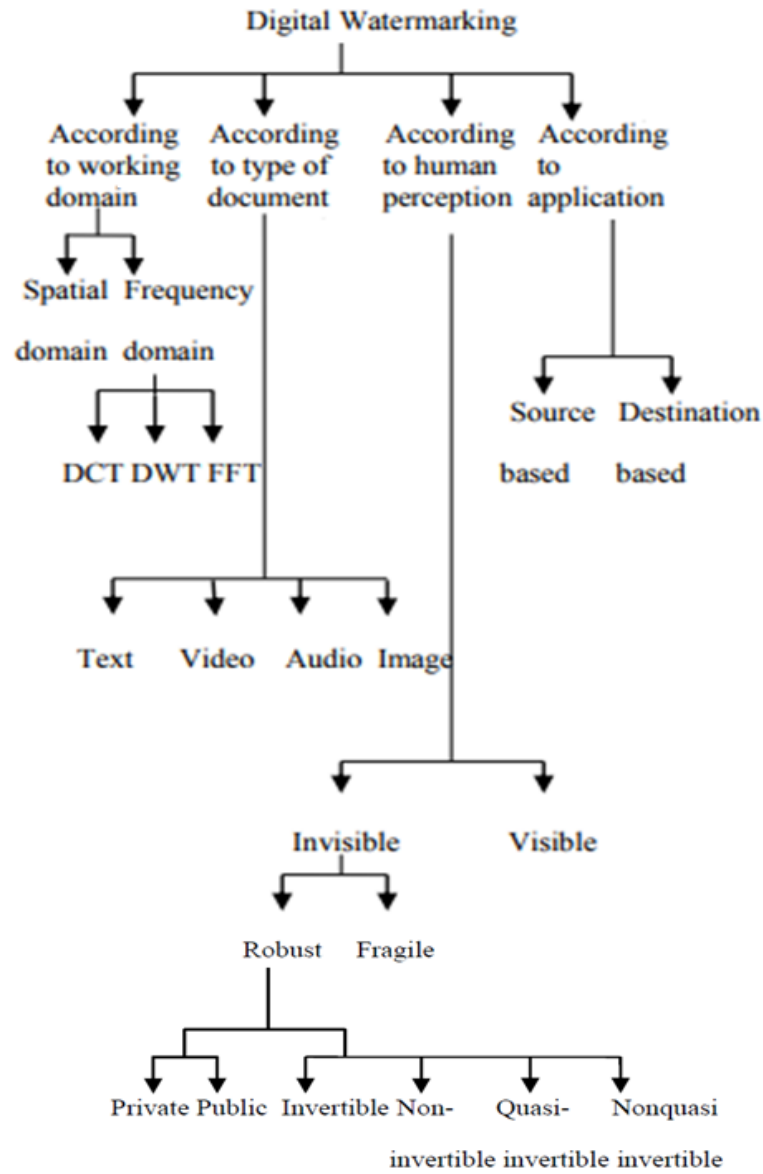 Digital Watermarking
According According According According
to working to type of to human to
domain document perception application
Spatial Frequency
domain domain
Source Destination
DCT DWT FFT based based
Text Video Audio Image
Invisible Visible
Robust Fragile
Private Public Invertible Non- Quasi- Nonquasi
invertible invertible invertible